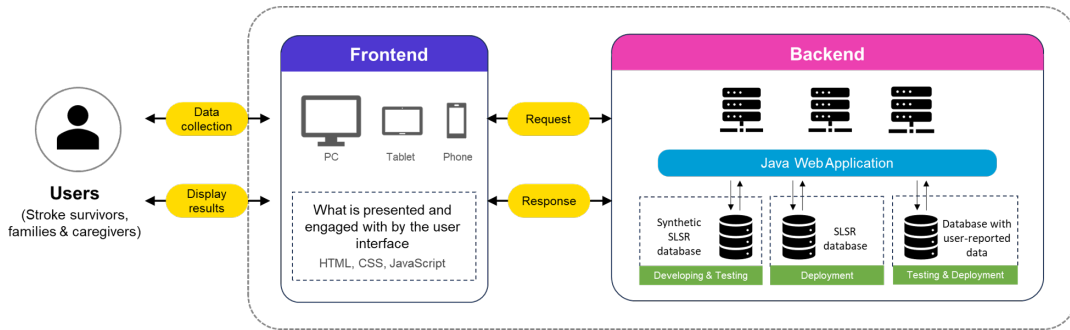 Users
(Stroke survivors,
families & caregivers)
Data
collection
Display
results
Frontend
PC
Tablet
Phone
What is presented and
engaged with by the user
interface
HTML, CSS, JavaScript
Request
Response
Backend
Java Web Application
Synthetic
SLSR
database
Developing & Testing
SLSR
database
Deployment
Database with
user-reported
data
Testing & Deployment